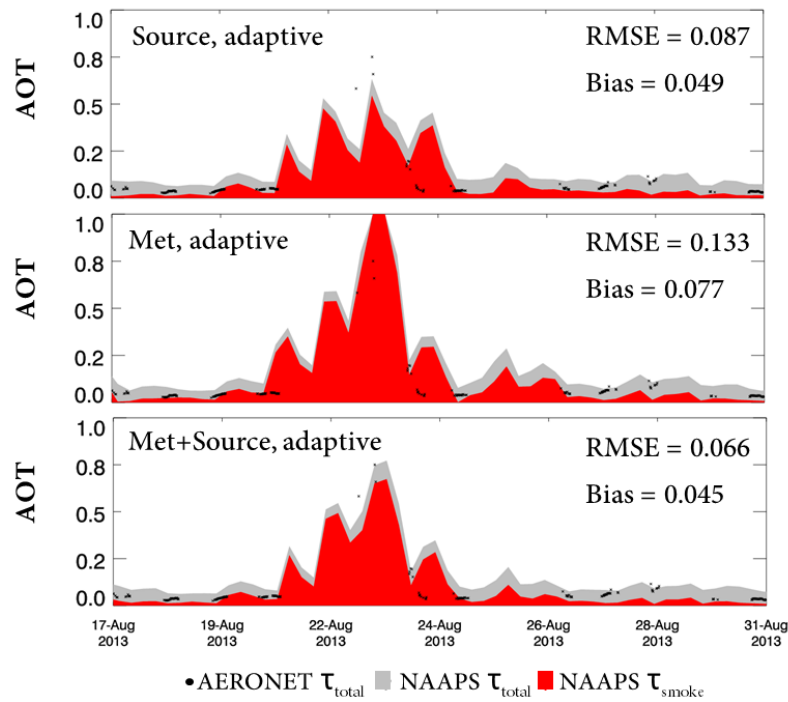 1.0
Source, adaptive
RMSE = 0.087
0.8
Bias = 0.049
AOT
0.5
0.2
0.0
1.0
Met, adaptive
RMSE = 0.133
0.8
Bias = 0.077
AOT
0.5
0.2
0.0
1.0
Met+Source, adaptive
RMSE = 0.066
0.8
Bias = 0.045
AOT
0.5
0.2
0.0
17-Aug 19-Aug 22-Aug 24-Aug 26-Aug 28-Aug 31-Aug
2013 2013 2013 2013 2013 2013 2013
•AERONET τtotal NAAPS τtotal NAAPS τsmoke